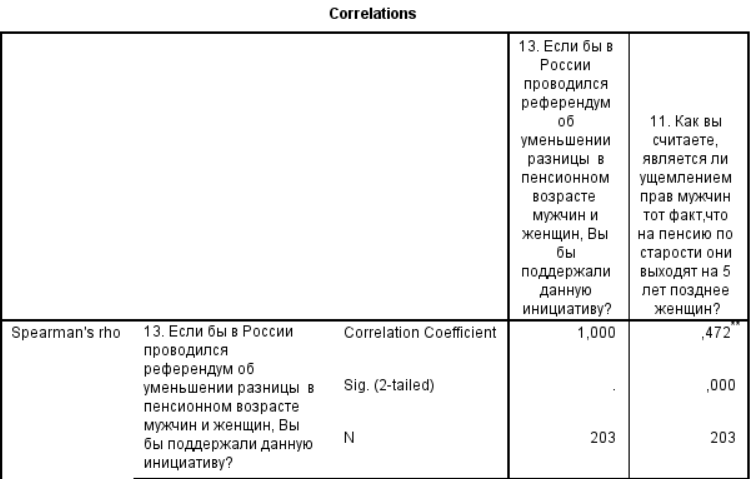 Correlations
13. Если бы в
России
проводился
референдум
об
уменьшении
разницы в
пенсионном
возрасте
мужчин и
женщин, Вы
бы
поддержали
данную
инициативу?
11. Как вы
считаете,
является ли
ущемлением
прав мужчин
тот факт,что
на пенсию по
старости они
выходят на 5
лет позднее
женщин?
Spearman's rho
13. Если бы в России
проводился
референдум об
уменьшении разницы в
пенсионном возрасте
мужчин и женщин, Вы
бы поддержали данную
инициативу?
Correlation Coefficient
1,000
,472**
Sig. (2-tailed)
.
,000
N
203
203